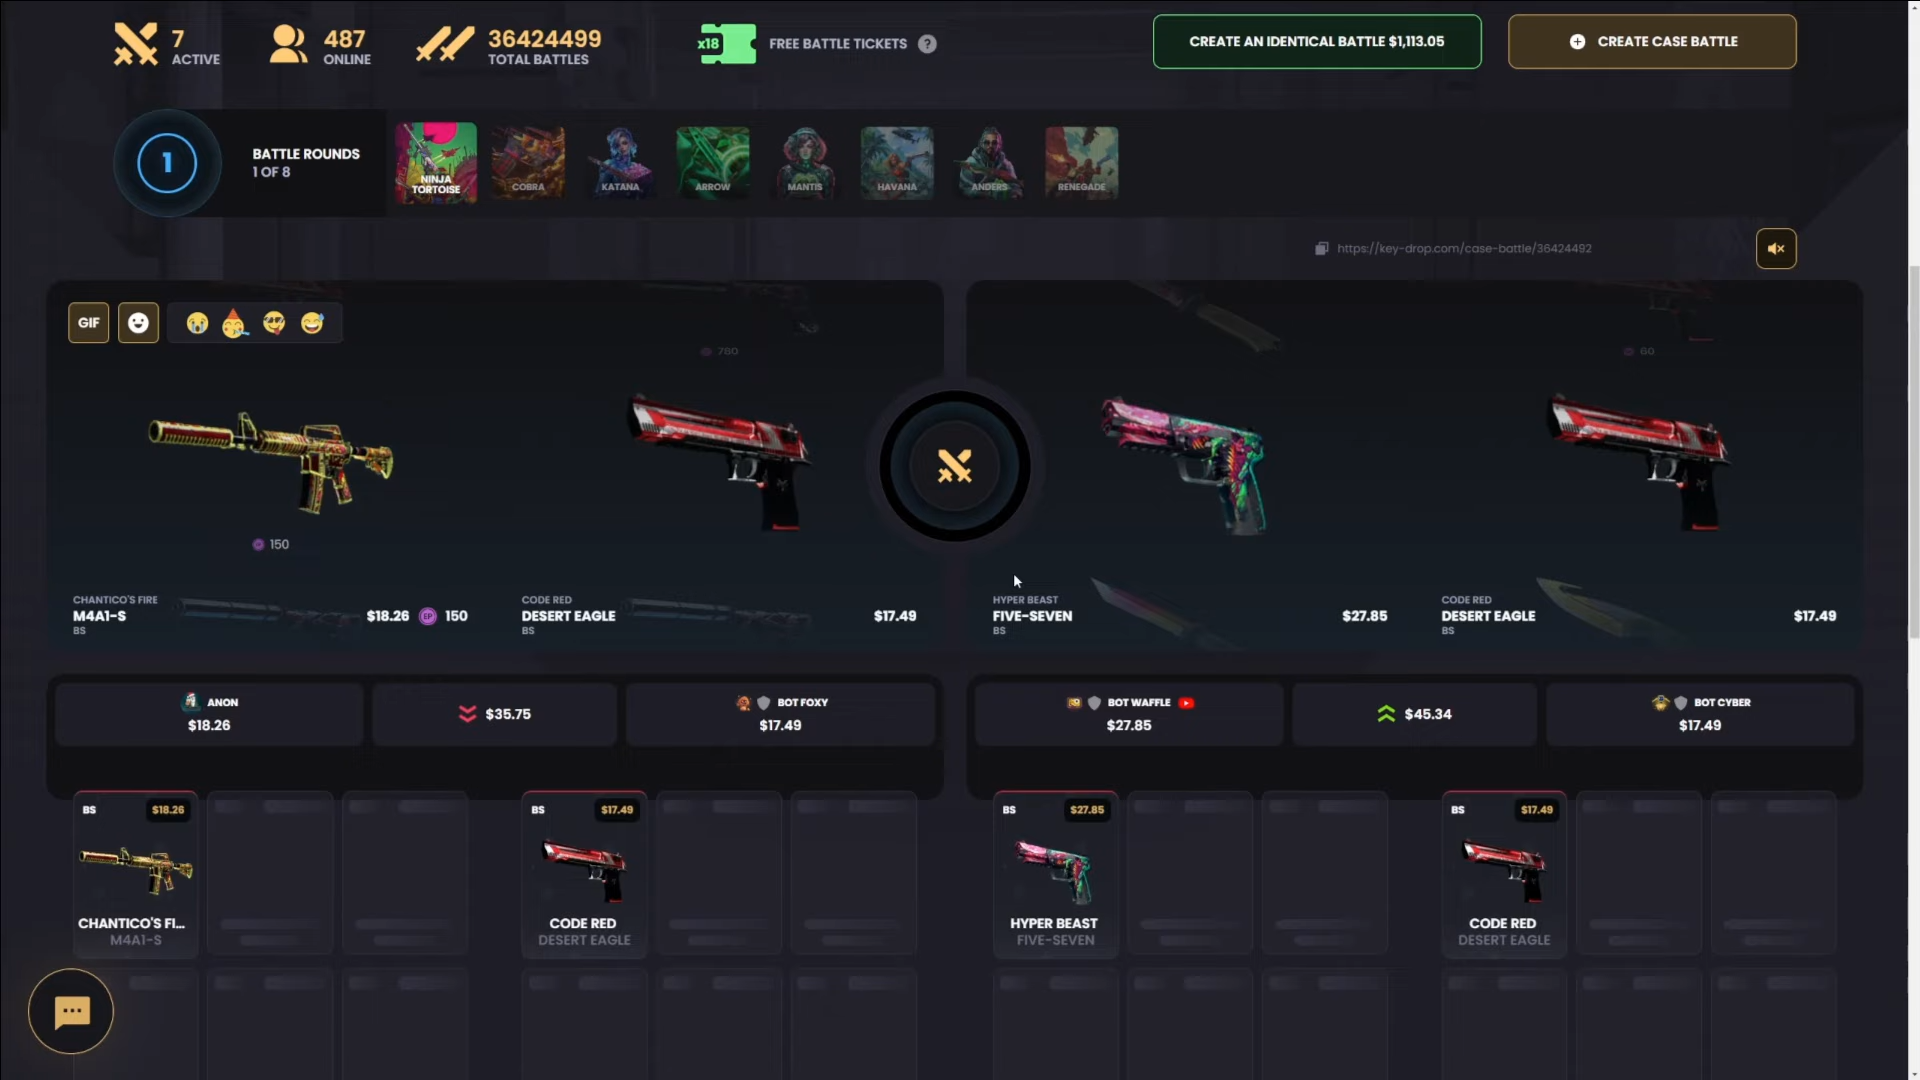 7
ACTIVE
487
ONLINE
36424499
TOTAL BATTLES
x18
FREE BATTLE TICKETS
?
CREATE AN IDENTICAL BATTLE $1,113.05
CREATE CASE BATTLE
1
BATTLE ROUNDS
1 OF 8
NINJA
TORTOISE
COBRA
KATANA
ARROW
MANTIS
HAVANA
ANDERS
RENEGADE
https://key-drop.com/case-battle/36424492
GIF
780
60
150
CHANTICO'S FIRE
M4A1-S
BS
$18.26
EP
150
CODE RED
DESERT EAGLE
BS
$17.49
HYPER BEAST
FIVE-SEVEN
BS
$27.85
CODE RED
DESERT EAGLE
BS
$17.49
ANON
$18.26
$35.75
BOT FOXY
$17.49
BOT WAFFLE
$27.85
$45.34
BOT CYBER
$17.49
BS
$18.26
CHANTICO'S FI...
M4A1-S
BS
$17.49
CODE RED
DESERT EAGLE
BS
$27.85
HYPER BEAST
FIVE-SEVEN
BS
$17.49
CODE RED
DESERT EAGLE